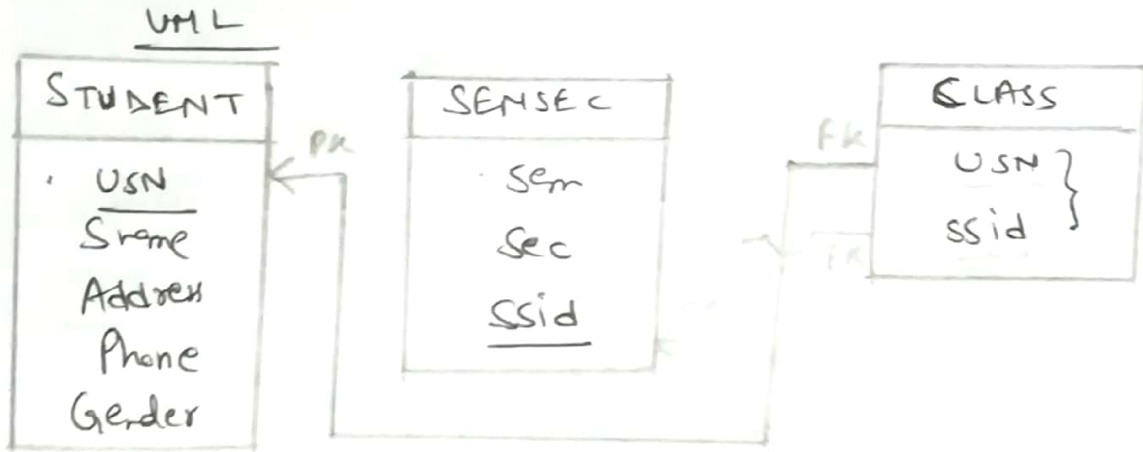 UML
STUDENT
USN
Sname
Address
Phone
Gender
PK
SEMSEC
Sem
Sec
SSid
CLASS
FK
USN
SSid
FK